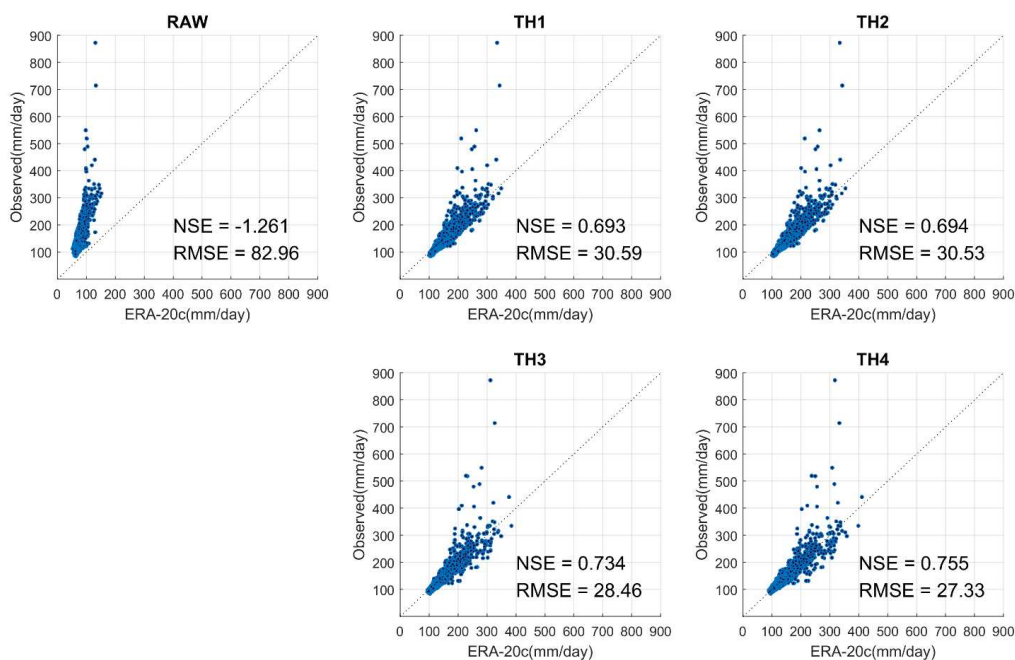 RAW
900
800
700
600
500
400
300
200
100
Observed(mm/day)
NSE = -1.261
RMSE = 82.96
0 100 200 300 400 500 600 700 800 900
ERA-20c(mm/day)
TH1
900
800
700
600
500
400
300
200
100
Observed(mm/day)
NSE = 0.693
RMSE = 30.59
0 100 200 300 400 500 600 700 800 900
ERA-20c(mm/day)
TH2
900
800
700
600
500
400
300
200
100
Observed(mm/day)
NSE = 0.694
RMSE = 30.53
0 100 200 300 400 500 600 700 800 900
ERA-20c(mm/day)
TH3
900
800
700
600
500
400
300
200
100
Observed(mm/day)
NSE = 0.734
RMSE = 28.46
0 100 200 300 400 500 600 700 800 900
ERA-20c(mm/day)
TH4
900
800
700
600
500
400
300
200
100
Observed(mm/day)
NSE = 0.755
RMSE = 27.33
0 100 200 300 400 500 600 700 800 900
ERA-20c(mm/day)